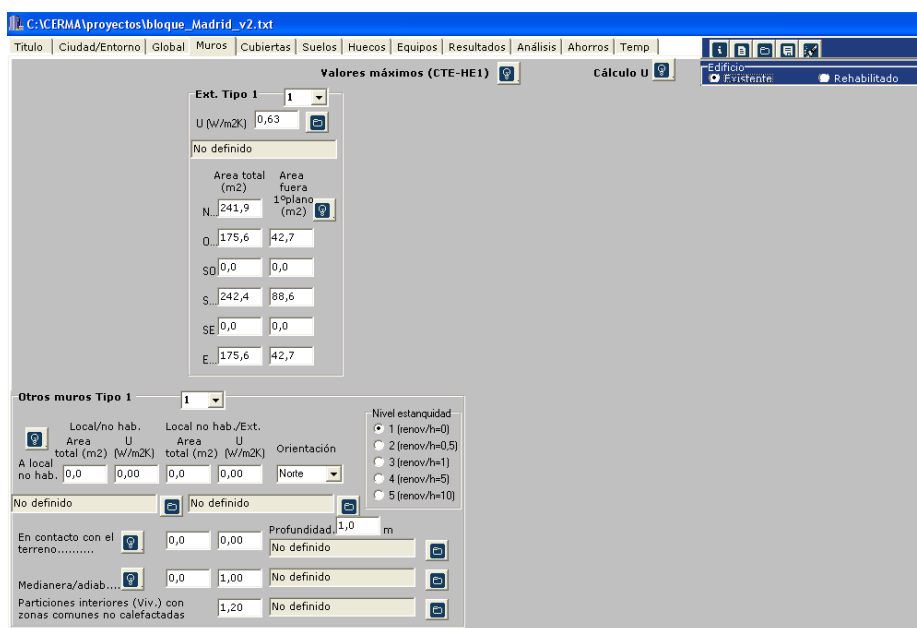 C:\CERMA\proyectos\bloque_Madrid_v2.txt
Titulo Ciudad/Entorno Global Muros Cubiertas Suelos Huecos Equipos Resultados Análisis Ahorros Temp
Valores máximos (CTE-HE1) Cálculo U
Edificio
Existente Rehabilitado
Ext. Tipo 1 1
U (W/m2K) 0,63
No definido
Area total (m2) Area fuera 1ºplano (m2)
N... 241,9
O... 175,6 42,7
SO 0,0 0,0
S... 242,4 88,6
SE 0,0 0,0
E... 175,6 42,7
Otros muros Tipo 1 1
Local/no hab. Local no hab./Ext.
Area total (m2) U (W/m2K) Area total (m2) U (W/m2K) Orientación
A local no hab. 0,0 0,00 0,0 0,00 Norte
Nivel estanquidad
1 (renov/h=0)
2 (renov/h=0,5)
3 (renov/h=1)
4 (renov/h=5)
5 (renov/h=10)
No definido No definido
Profundidad. 1,0 m
En contacto con el terreno.......... 0,0 0,00 No definido
Medianera/adiab.... 0,0 1,00 No definido
Particiones interiores (Viv.) con zonas comunes no calefactadas 1,20 No definido